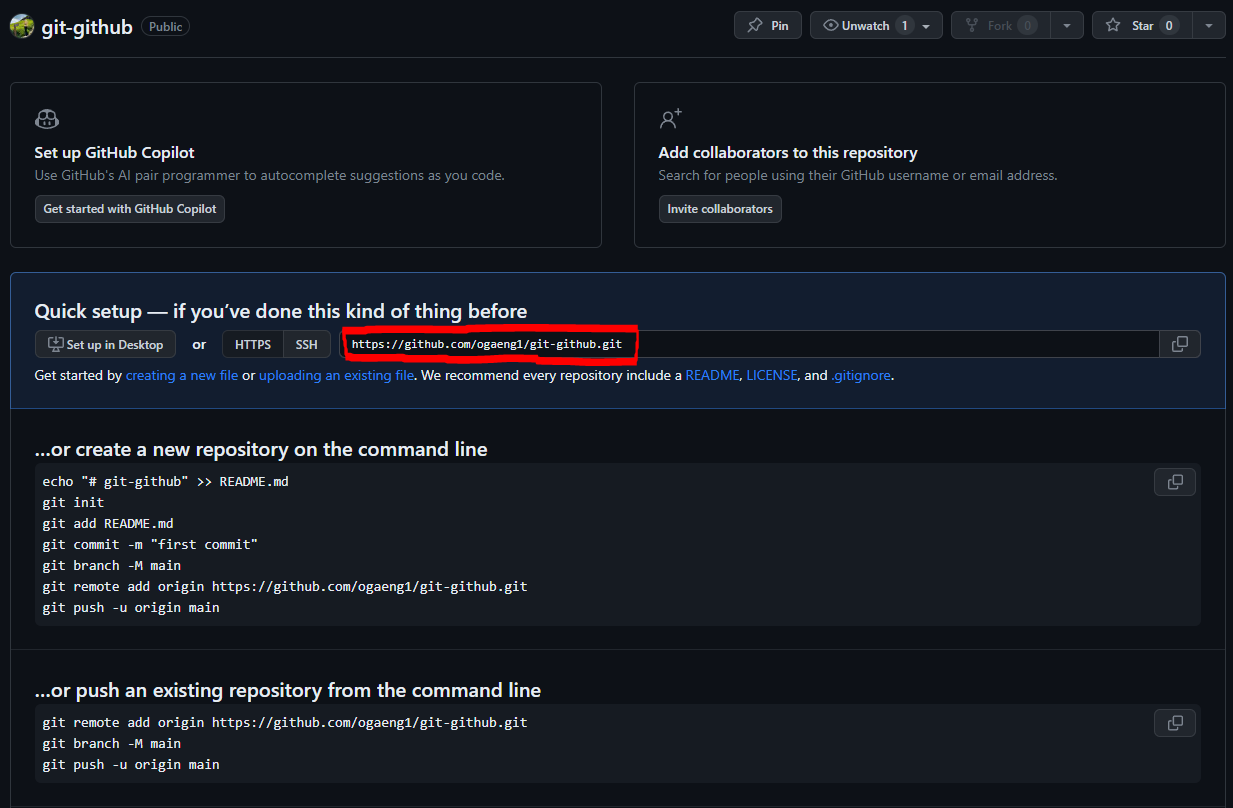 git-github Public Pin Unwatch 1 Fork 0 Star 0
Set up GitHub Copilot
Use GitHub's AI pair programmer to autocomplete suggestions as you code.
Get started with GitHub Copilot
Add collaborators to this repository
Search for people using their GitHub username or email address.
Invite collaborators
Quick setup — if you’ve done this kind of thing before
Set up in Desktop or HTTPS SSH https://github.com/ogaeng1/git-github.git
Get started by creating a new file or uploading an existing file. We recommend every repository include a README, LICENSE, and .gitignore.
…or create a new repository on the command line
echo "# git-github" >> README.md
git init
git add README.md
git commit -m "first commit"
git branch -M main
git remote add origin https://github.com/ogaeng1/git-github.git
git push -u origin main
…or push an existing repository from the command line
git remote add origin https://github.com/ogaeng1/git-github.git
git branch -M main
git push -u origin main